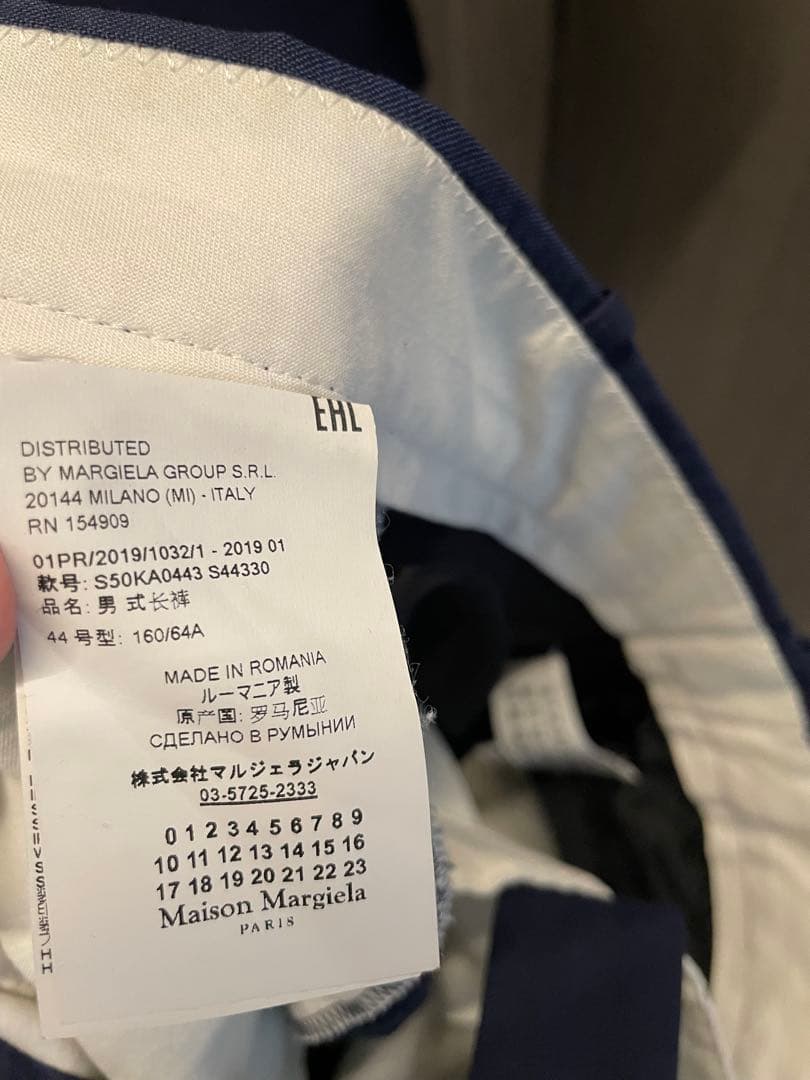 EAC
DISTRIBUTED
BY MARGIELA GROUP S.R.L.
20144 MILANO (MI) - ITALY
RN 154909
01PR/2019/1032/1 - 2019 01
款号: S50KA0443 S44330
品名: 男 式长裤
44 号型: 160/64A
MADE IN ROMANIA
ルーマニア製
原产国: 罗马尼亚
СДЕЛАНО В РУМЫНИИ
株式会社マルジェラジャパン
03-5725-2333
0 1 2 3 4 5 6 7 8 9
10 11 12 13 14 15 16
17 18 19 20 21 22 23
Maison Margiela
PARIS